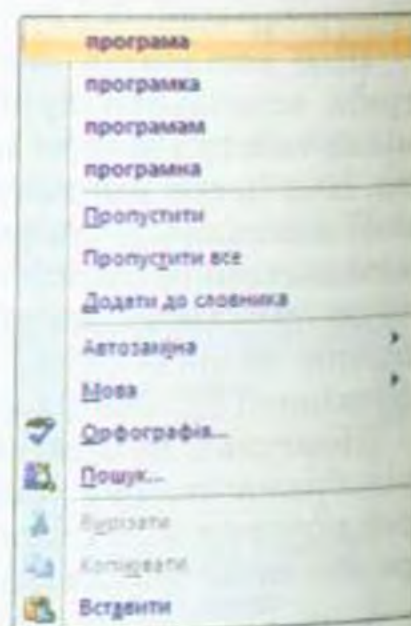 програма
програмка
програмам
програмна
Пропустити
Пропустити все
Додати до словника
Автозаміна
Мова
Орфографія...
Пошук...
Вирізати
Копіювати
Вставити